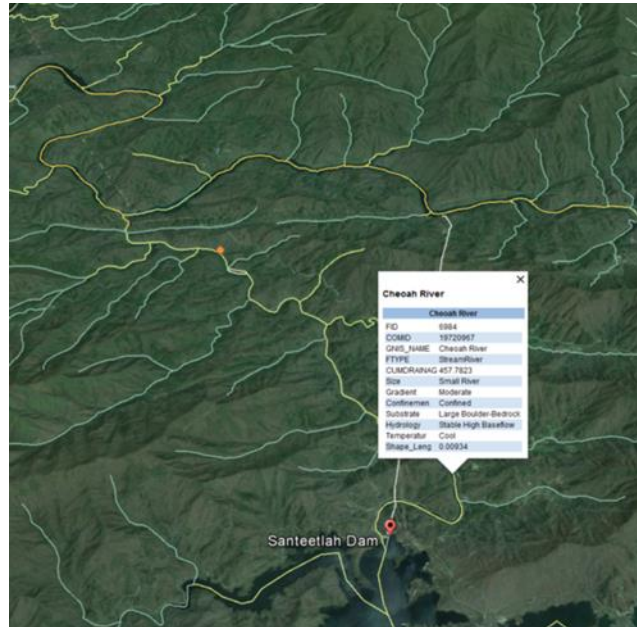 Cheoah River
Cheoah River
FID 6984
COMID 19720967
GNIS_NAME Cheoah River
FTYPE StreamRiver
CUMDRAINAG 457.7823
Size Small River
Gradient Moderate
Confinemen Confined
Substrate Large Boulder-Bedrock
Hydrology Stable High Baseflow
Temperatur Cool
Shape_Leng 0.00934
Santeetlah Dam